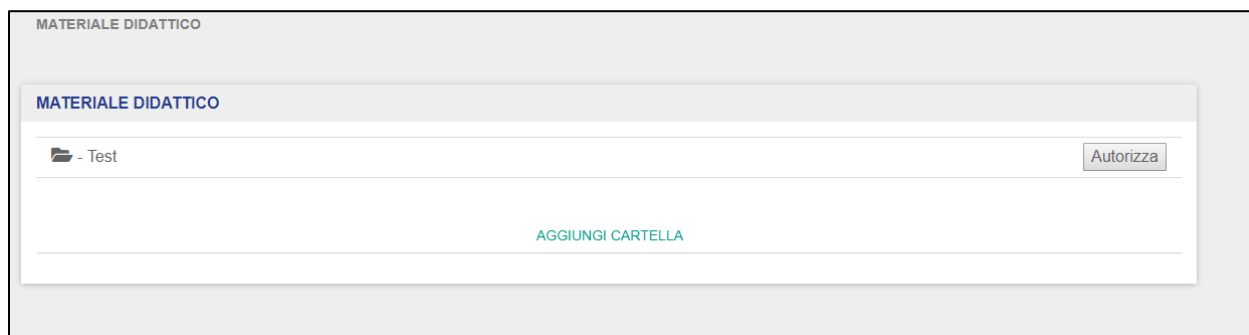 MATERIALE DIDATTICO
MATERIALE DIDATTICO
- Test Autorizza
AGGIUNGI CARTELLA